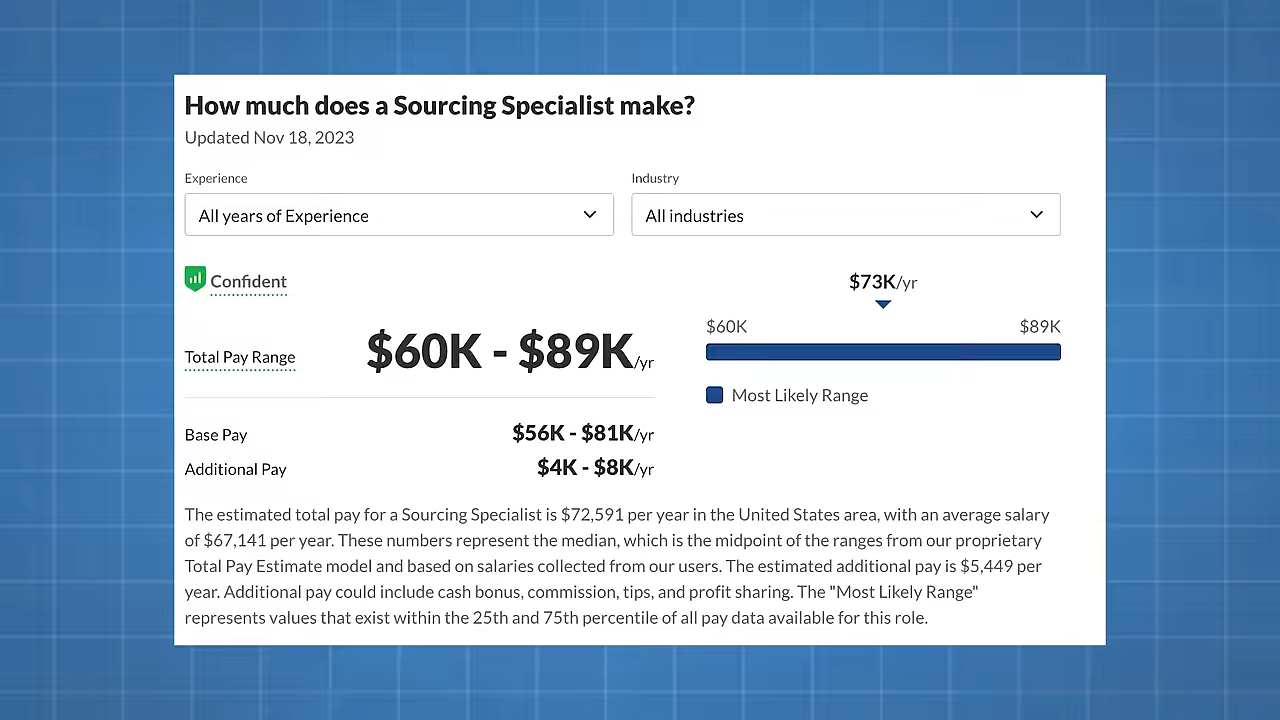 How much does a Sourcing Specialist make?
Updated Nov 18, 2023
Experience
Industry
All years of Experience
All industries
Confident
$73K/yr
$60K
$89K
Total Pay Range
$60K - $89K/yr
Most Likely Range
Base Pay
$56K - $81K/yr
Additional Pay
$4K - $8K/yr
The estimated total pay for a Sourcing Specialist is $72,591 per year in the United States area, with an average salary
of $67,141 per year. These numbers represent the median, which is the midpoint of the ranges from our proprietary
Total Pay Estimate model and based on salaries collected from our users. The estimated additional pay is $5,449 per
year. Additional pay could include cash bonus, commission, tips, and profit sharing. The "Most Likely Range"
represents values that exist within the 25th and 75th percentile of all pay data available for this role.